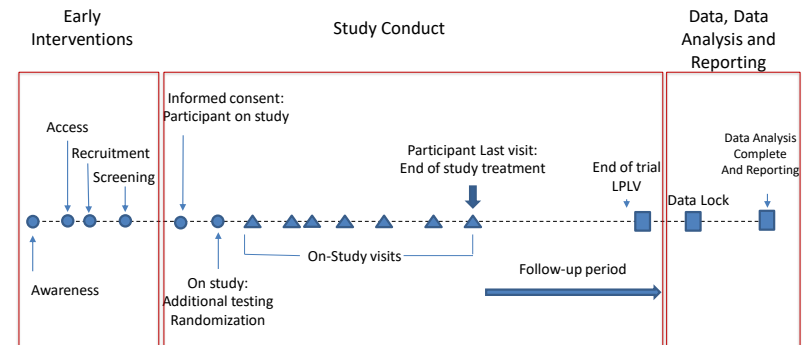 Early
Interventions
Study Conduct
Data, Data
Analysis and
Reporting
Access
Recruitment
Screening
Awareness
Informed consent:
Participant on study
On study:
Additional testing
Randomization
On-Study visits
Participant Last visit:
End of study treatment
Follow-up period
End of trial
LPLV
Data Lock
Data Analysis
Complete
And Reporting